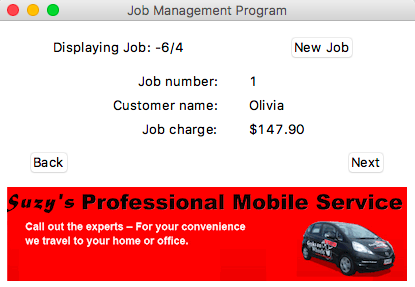 Job Management Program
Displaying Job: -6/4 New Job
Job number: 1
Customer name: Olivia
Job charge: $147.90
Back Next
Suzy's Professional Mobile Service
Call out the experts – For your convenience
we travel to your home or office.